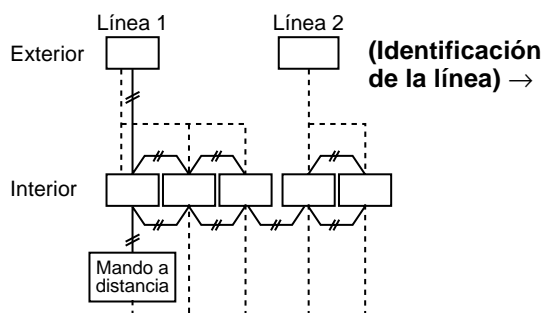 Línea 1
Línea 2
Exterior
(Identificación
de la línea) →
Interior
Mando a
distancia